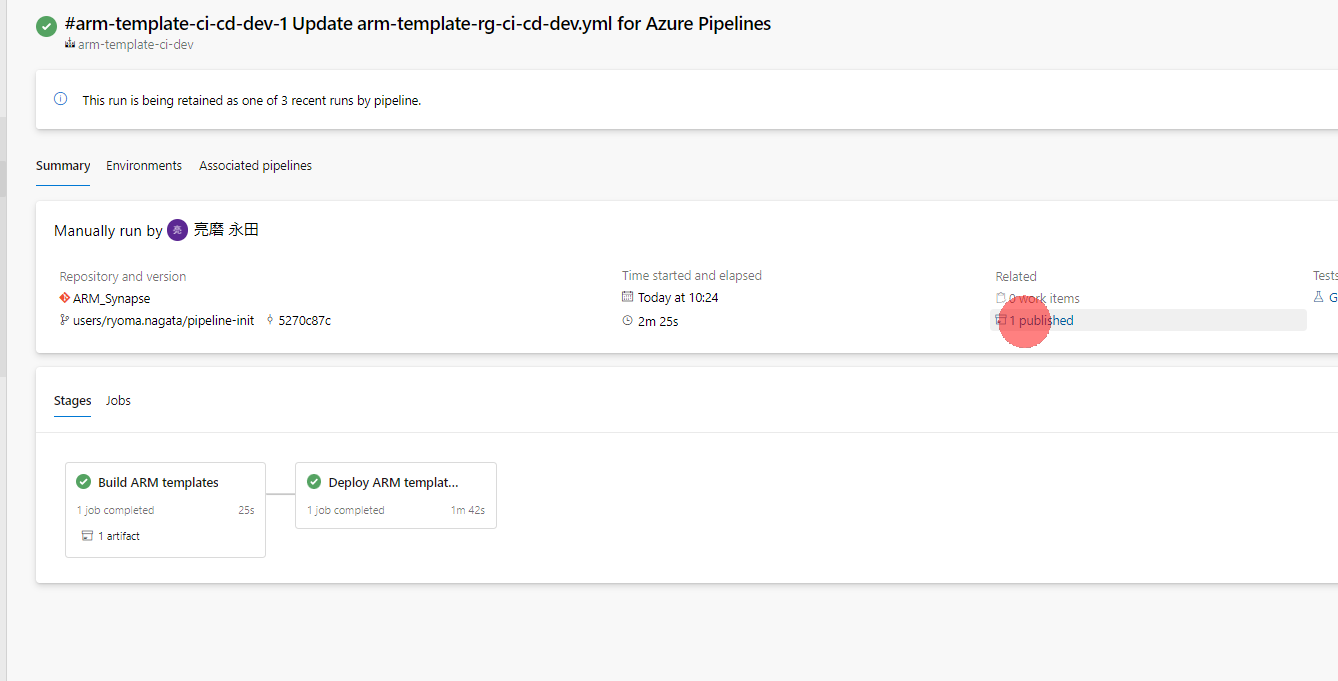 #arm-template-ci-cd-dev-1 Update arm-template-rg-ci-cd-dev.yml for Azure Pipelines
arm-template-ci-dev
This run is being retained as one of 3 recent runs by pipeline.
Summary Environments Associated pipelines
Manually run by 亮 亮磨 永田
Repository and version
ARM_Synapse
users/ryoma.nagata/pipeline-init 5270c87c
Time started and elapsed
Today at 10:24
2m 25s
Related
0 work items
1 published
Tests
G
Stages Jobs
Build ARM templates
1 job completed 25s
1 artifact
Deploy ARM templat...
1 job completed 1m 42s